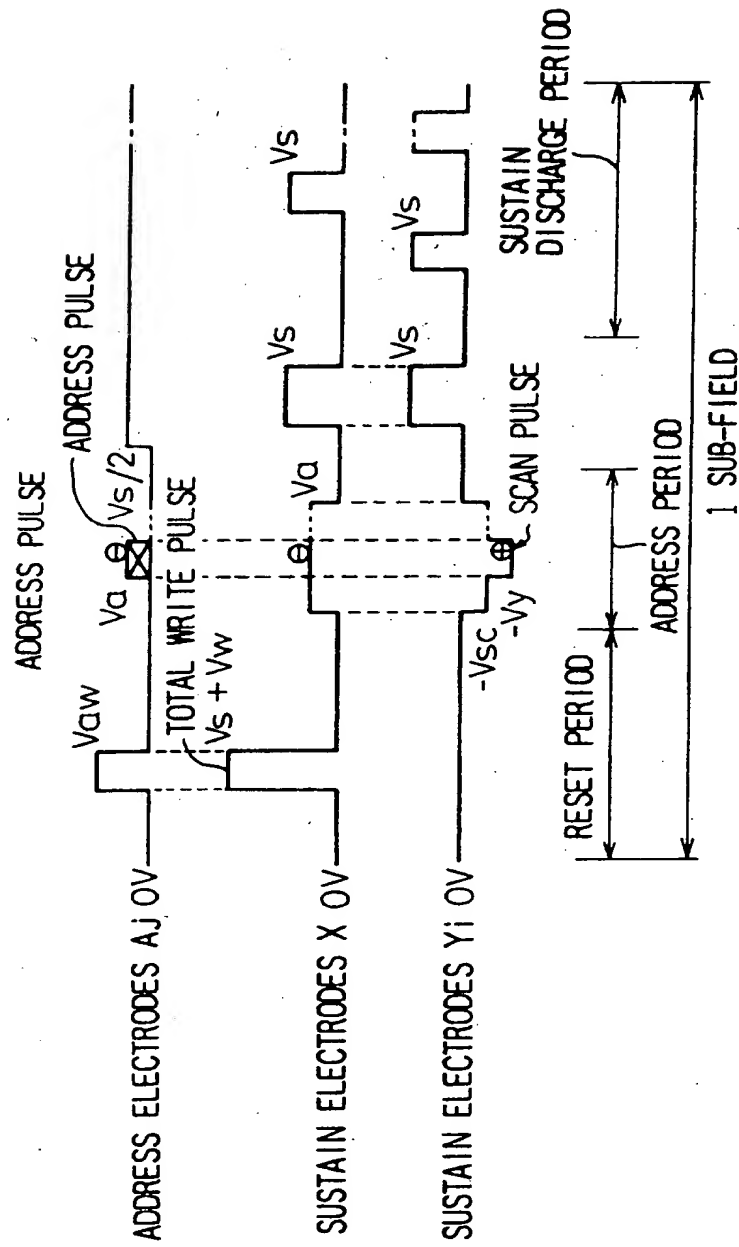 ADDRESS PULSE
ADDRESS PULSE
Vaw
Va
⊖
Vs/2
ADDRESS ELECTRODES Aj 0V
TOTAL WRITE PULSE
Vs + Vw
⊖
Va
Vs
Vs
SUSTAIN ELECTRODES X 0V
Vs
Vs
SUSTAIN ELECTRODES Yi 0V
-Vsc
-Vy
⊕
SCAN PULSE
RESET PERIOD
ADDRESS PERIOD
SUSTAIN
DISCHARGE PERIOD
1 SUB-FIELD